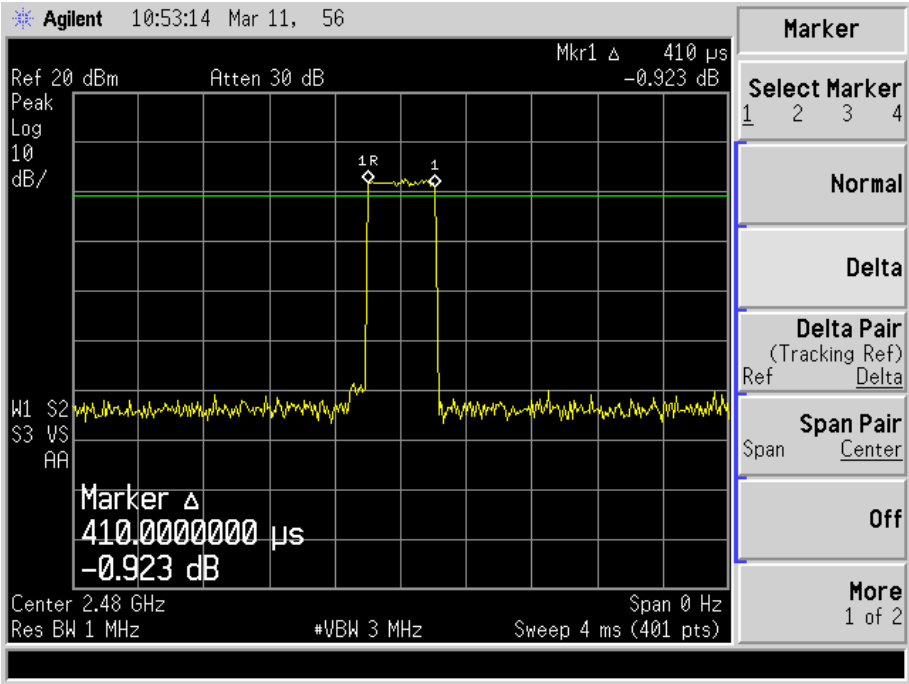 Agilent 10:53:14 Mar 11, 56
Mkr1 Δ 410 µs
Ref 20 dBm Atten 30 dB -0.923 dB
Peak
Log
10
dB/
1R
1
W1 S2
S3 VS
AA
Marker Δ
410.0000000 µs
-0.923 dB
Center 2.48 GHz Span 0 Hz
Res BW 1 MHz #VBW 3 MHz Sweep 4 ms (401 pts)
Marker
Select Marker
1 2 3 4
Normal
Delta
Delta Pair
(Tracking Ref)
Ref Delta
Span Pair
Span Center
Off
More
1 of 2